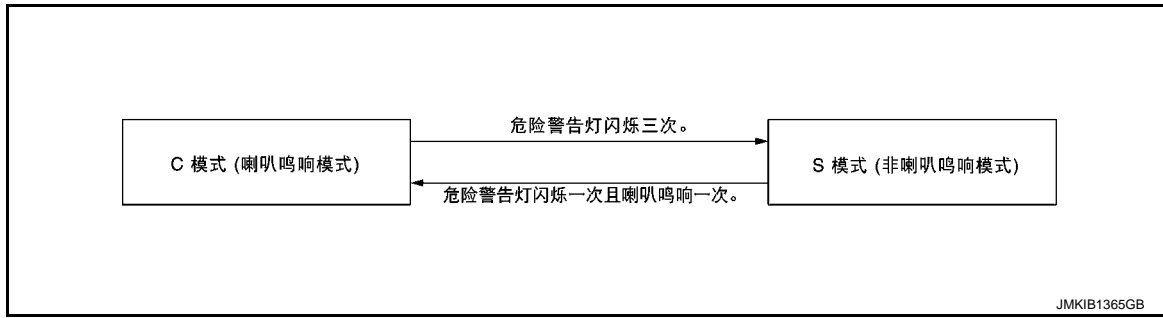 危险警告灯闪烁三次。
C 模式 (喇叭鸣响模式)
S 模式 (非喇叭鸣响模式)
危险警告灯闪烁一次且喇叭鸣响一次。
JMKIB1365GB